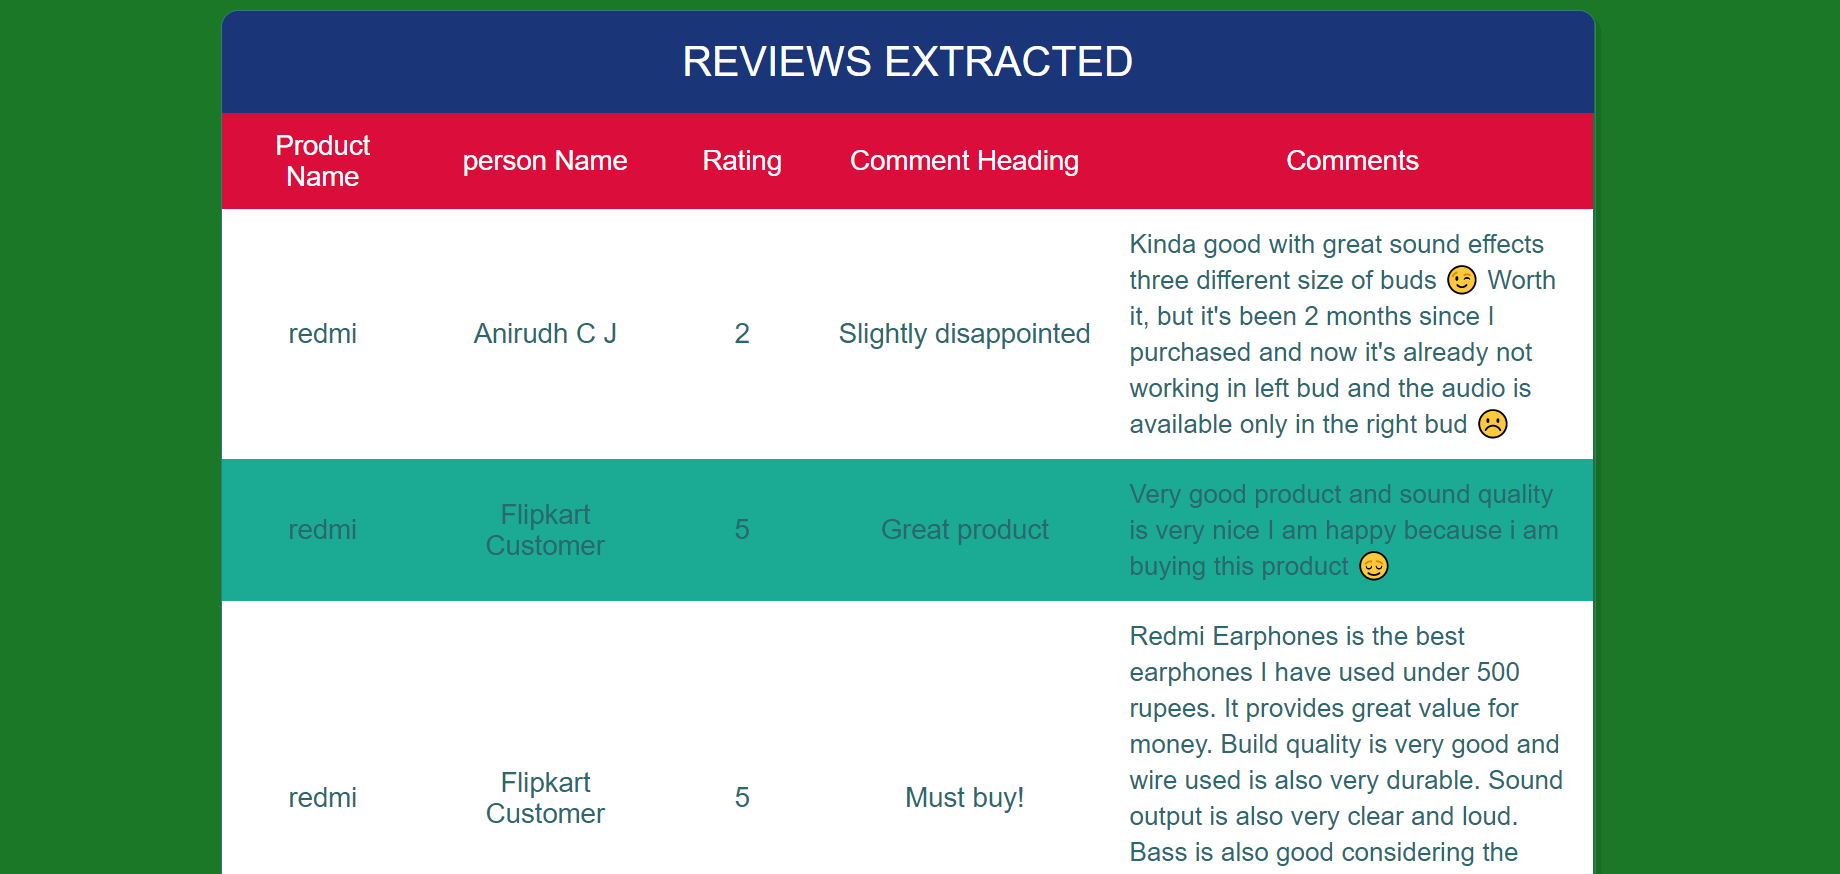 REVIEWS EXTRACTED
Product
Name
person Name
Rating
Comment Heading
Comments
redmi
Anirudh C J
2
Slightly disappointed
Kinda good with great sound effects
three different size of buds 😉 Worth
it, but it's been 2 months since I
purchased and now it's already not
working in left bud and the audio is
available only in the right bud ☹️
redmi
Flipkart
Customer
5
Great product
Very good product and sound quality
is very nice I am happy because i am
buying this product 😌
redmi
Flipkart
Customer
5
Must buy!
Redmi Earphones is the best
earphones I have used under 500
rupees. It provides great value for
money. Build quality is very good and
wire used is also very durable. Sound
output is also very clear and loud.
Bass is also good considering the